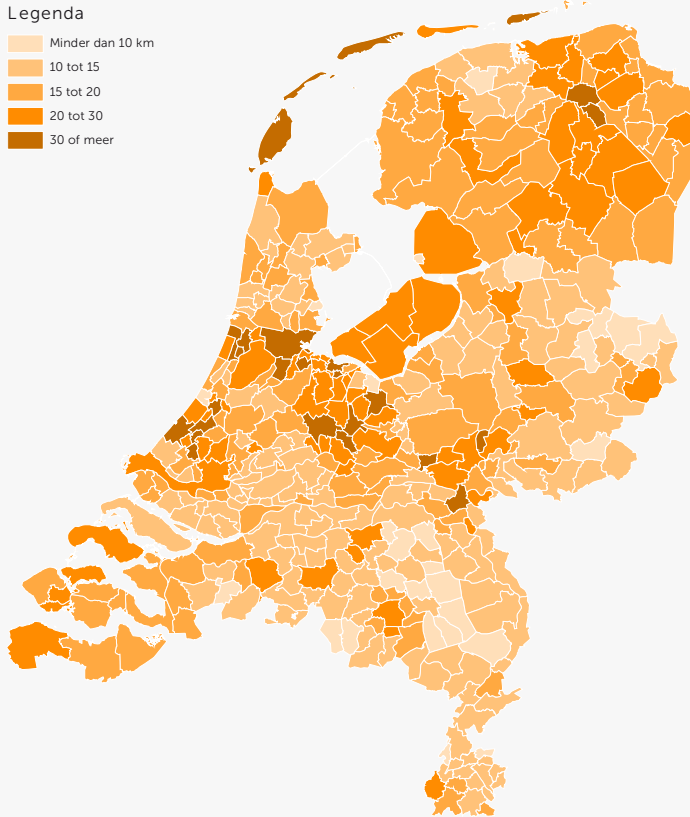 Legenda
Minder dan 10 km
10 tot 15
15 tot 20
20 tot 30
30 of meer